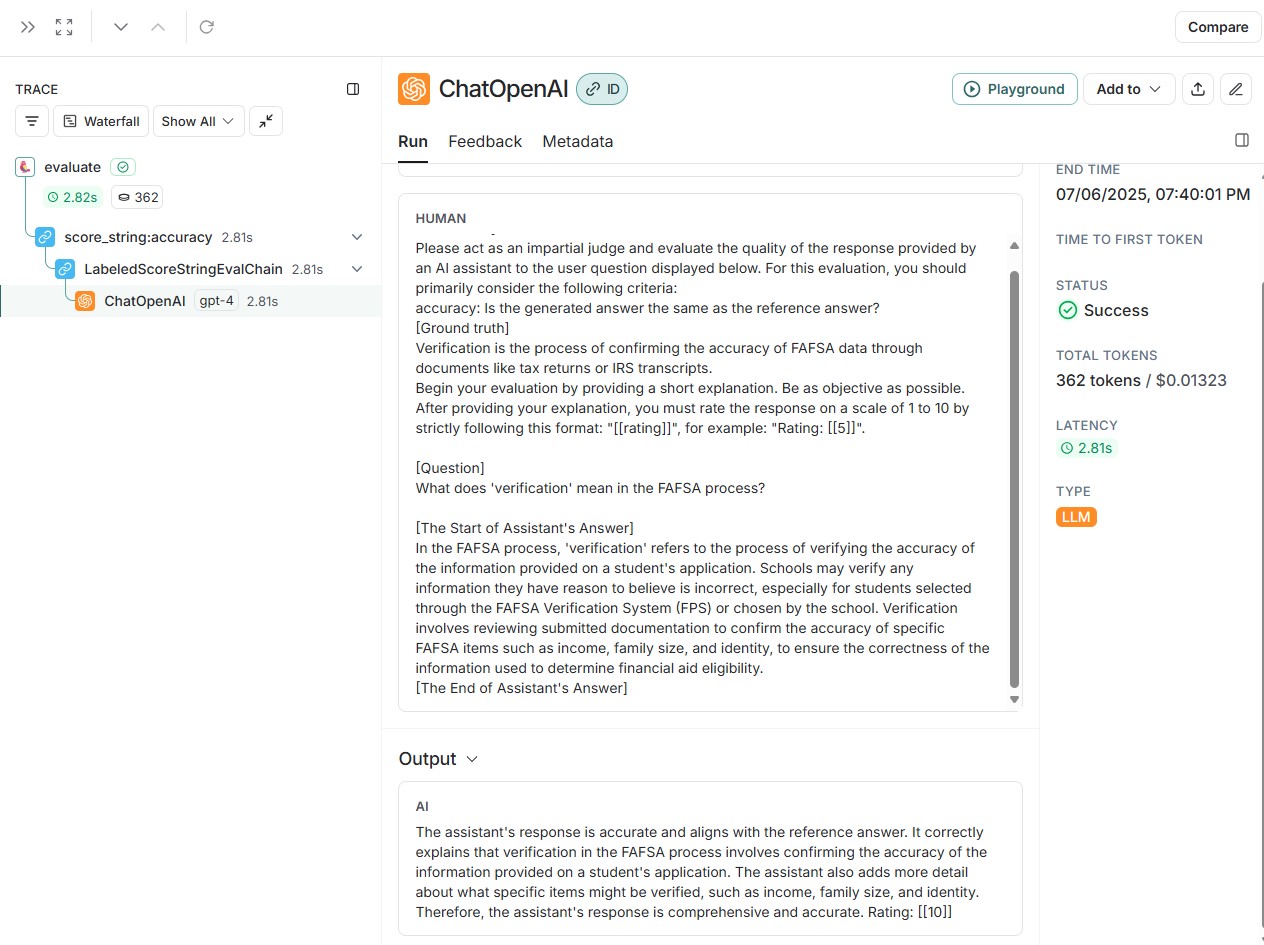 Compare
TRACE
Waterfall
Show All
evaluate
2.82s
362
score_string:accuracy 2.81s
LabeledScoreStringEvalChain 2.81s
ChatOpenAI gpt-4 2.81s
ChatOpenAI
ID
Playground
Add to
Run
Feedback
Metadata
HUMAN
Please act as an impartial judge and evaluate the quality of the response provided by
an AI assistant to the user question displayed below. For this evaluation, you should
primarily consider the following criteria:
accuracy: Is the generated answer the same as the reference answer?
[Ground truth]
Verification is the process of confirming the accuracy of FAFSA data through
documents like tax returns or IRS transcripts.
Begin your evaluation by providing a short explanation. Be as objective as possible.
After providing your explanation, you must rate the response on a scale of 1 to 10 by
strictly following this format: "[[rating]]", for example: "Rating: [[5]]".
[Question]
What does 'verification' mean in the FAFSA process?
[The Start of Assistant's Answer]
In the FAFSA process, 'verification' refers to the process of verifying the accuracy of
the information provided on a student's application. Schools may verify any
information they have reason to believe is incorrect, especially for students selected
through the FAFSA Verification System (FPS) or chosen by the school. Verification
involves reviewing submitted documentation to confirm the accuracy of specific
FAFSA items such as income, family size, and identity, to ensure the correctness of the
information used to determine financial aid eligibility.
[The End of Assistant's Answer]
Output
AI
The assistant's response is accurate and aligns with the reference answer. It correctly
explains that verification in the FAFSA process involves confirming the accuracy of the
information provided on a student's application. The assistant also adds more detail
about what specific items might be verified, such as income, family size, and identity.
Therefore, the assistant's response is comprehensive and accurate. Rating: [[10]]
END TIME
07/06/2025, 07:40:01 PM
TIME TO FIRST TOKEN
STATUS
Success
TOTAL TOKENS
362 tokens / $0.01323
LATENCY
2.81s
TYPE
LLM